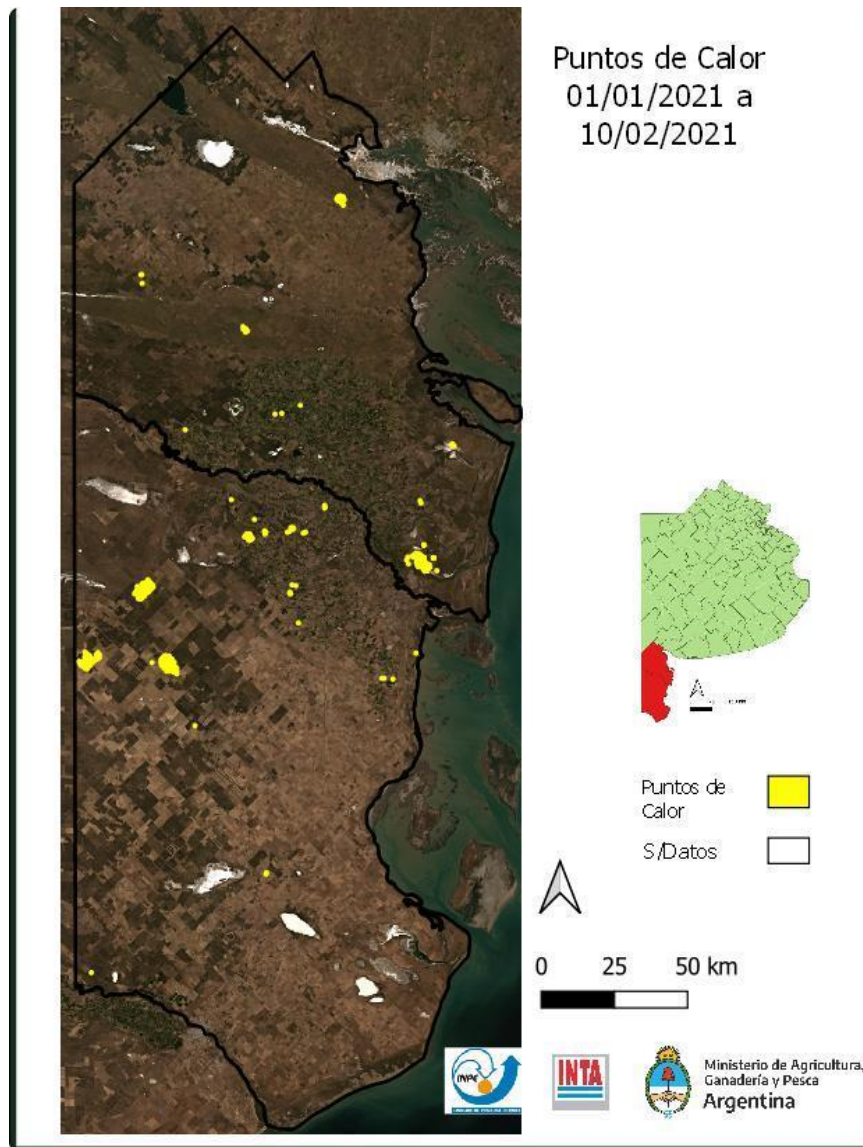 Puntos de Calor
01/01/2021 a
10/02/2021
Puntos de
Calor
S/Datos
0 25 50 km
INPE
INTA
Ministerio de Agricultura,
Ganadería y Pesca
Argentina